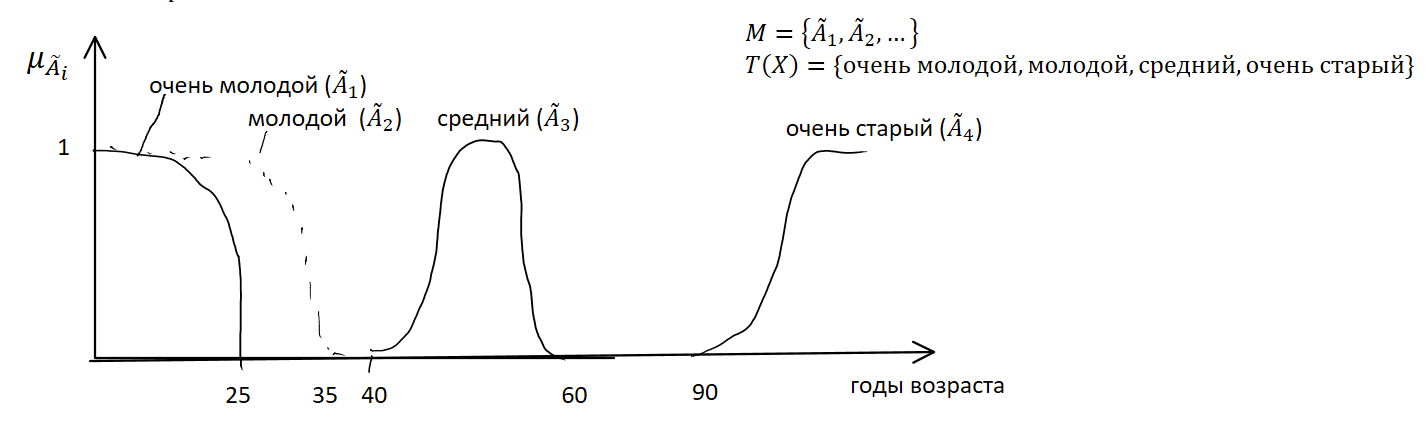 M = {Ã₁, Ã₂, …}
μ_Ãᵢ
T(X) = {очень молодой, молодой, средний, очень старый}
очень молодой (Ã₁)
молодой (Ã₂)
средний (Ã₃)
очень старый (Ã₄)
1
25
35
40
60
90
годы возраста